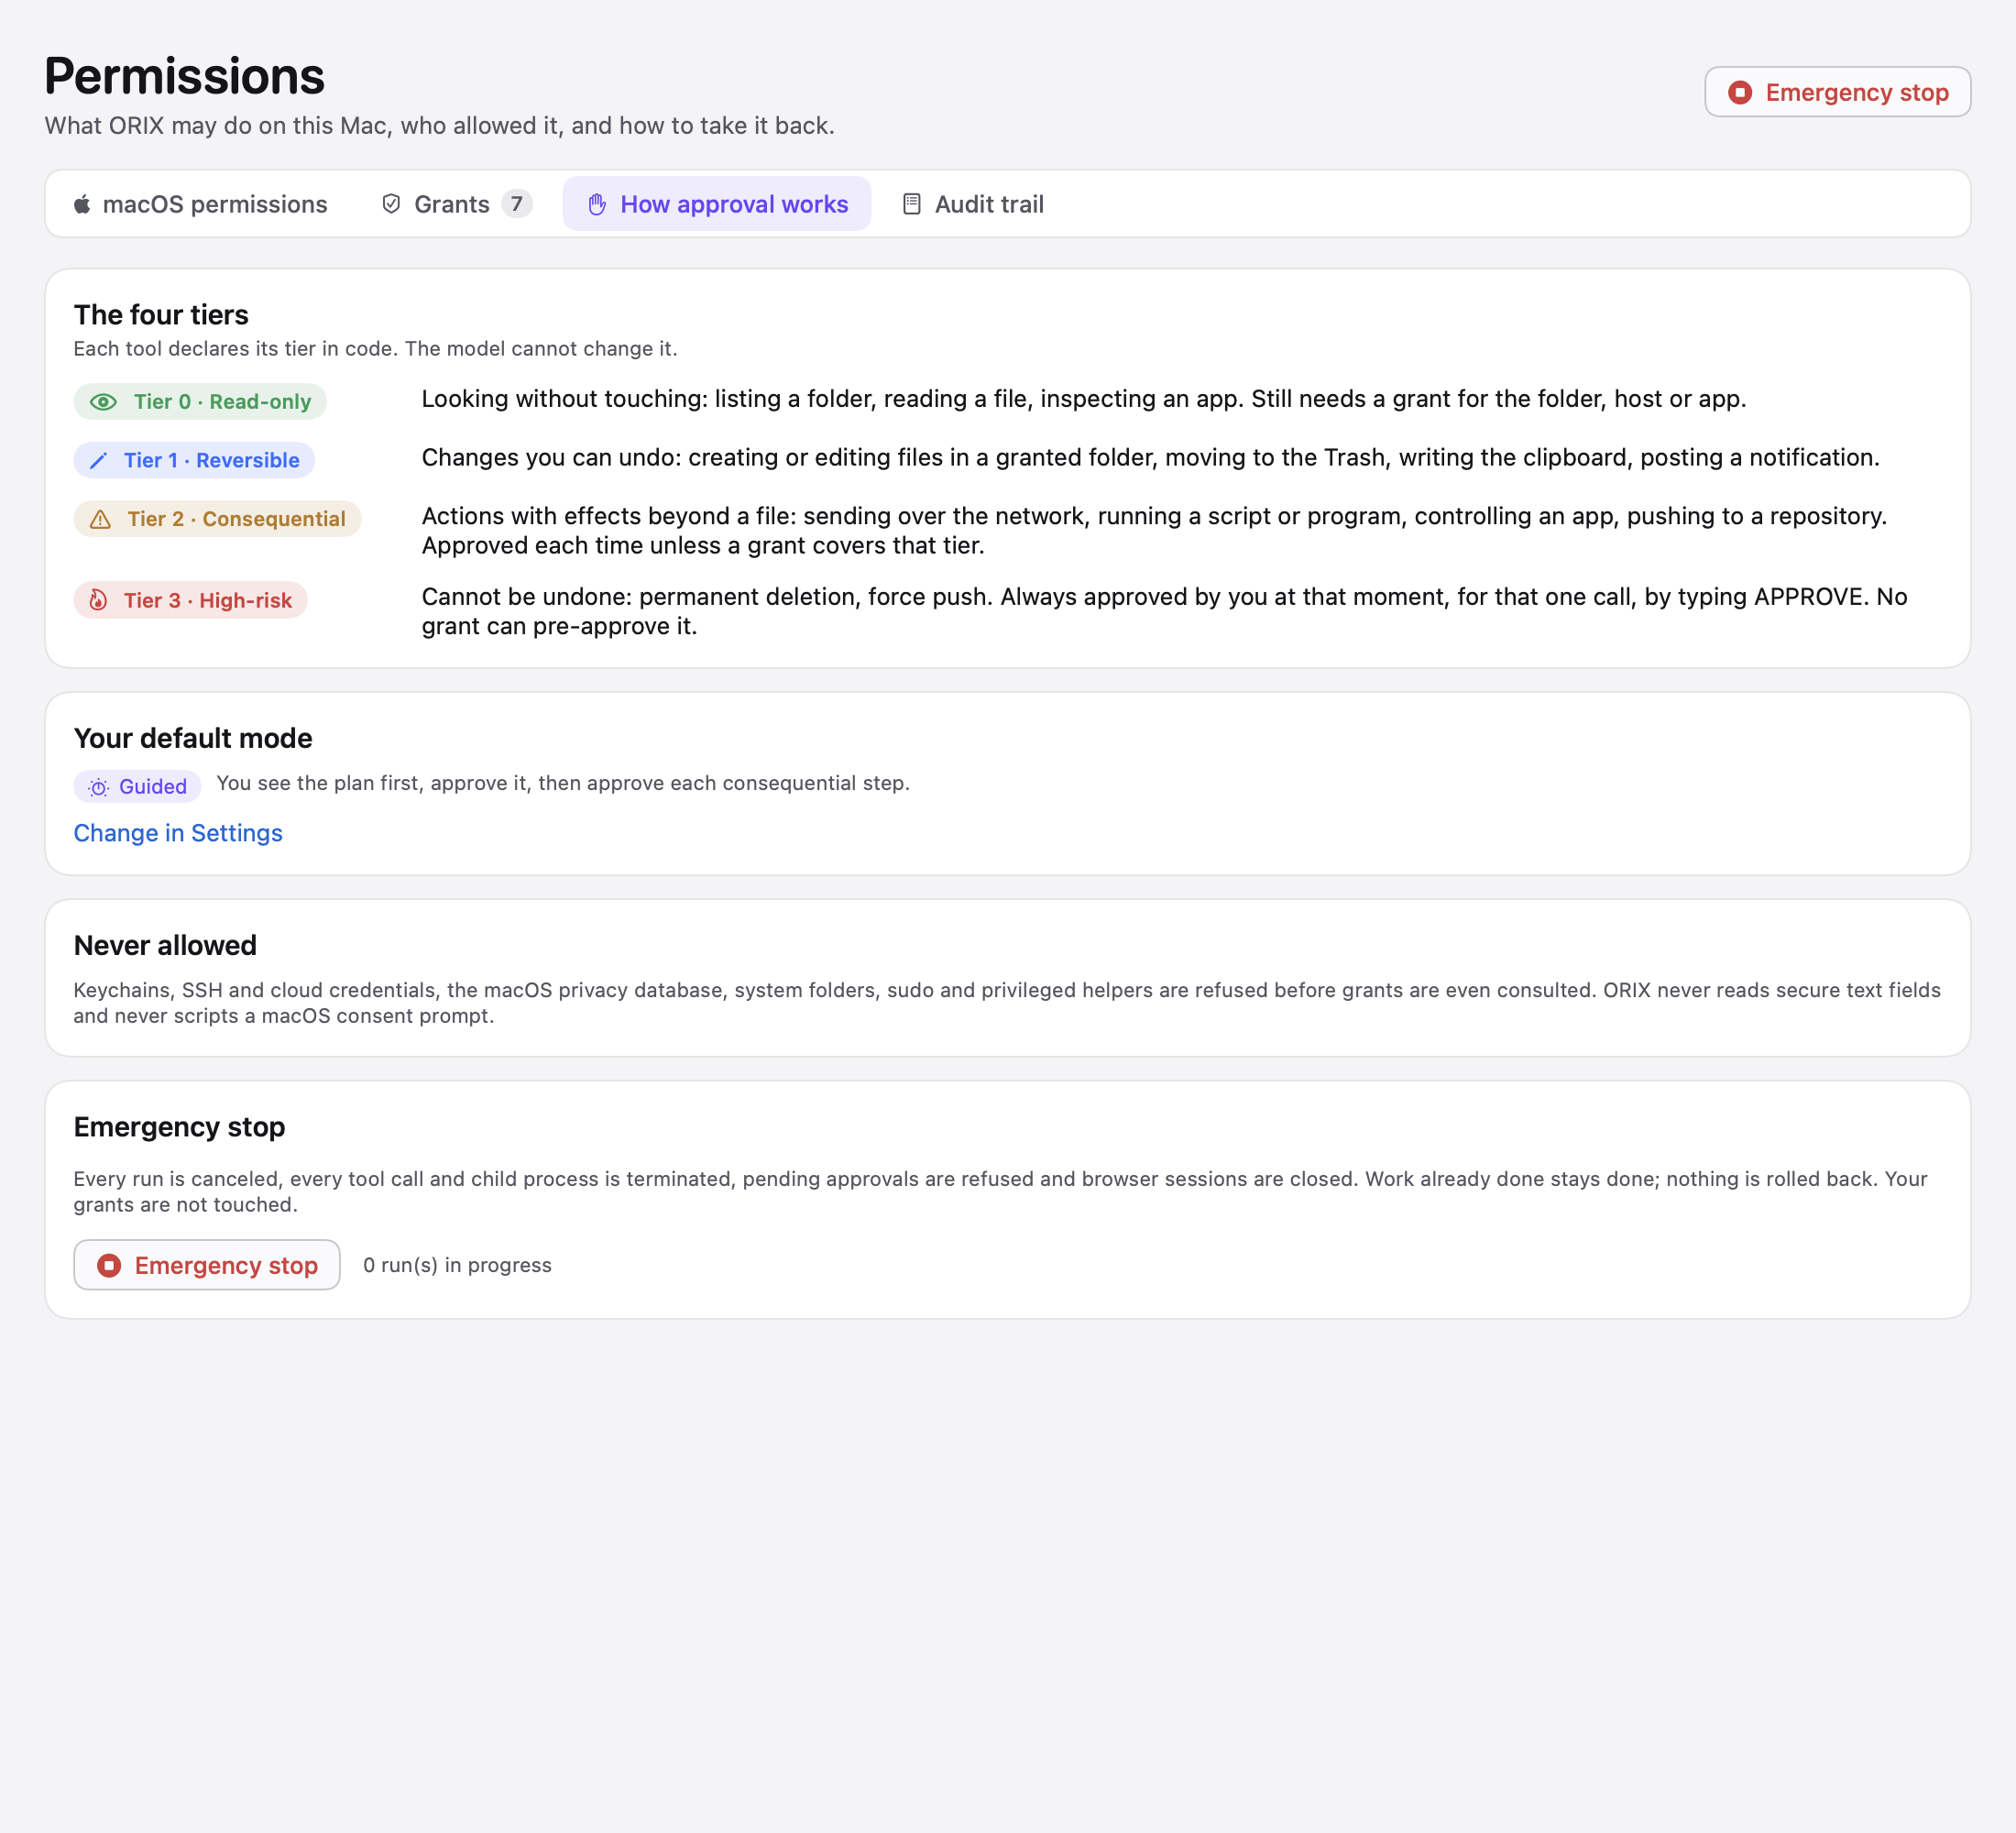 Permissions
What ORIX may do on this Mac, who allowed it, and how to take it back.
Emergency stop
macOS permissions
Grants 7
How approval works
Audit trail
The four tiers
Each tool declares its tier in code. The model cannot change it.
Tier 0 · Read-only
Looking without touching: listing a folder, reading a file, inspecting an app. Still needs a grant for the folder, host or app.
Tier 1 · Reversible
Changes you can undo: creating or editing files in a granted folder, moving to the Trash, writing the clipboard, posting a notification.
Tier 2 · Consequential
Actions with effects beyond a file: sending over the network, running a script or program, controlling an app, pushing to a repository.
Approved each time unless a grant covers that tier.
Tier 3 · High-risk
Cannot be undone: permanent deletion, force push. Always approved by you at that moment, for that one call, by typing APPROVE. No
grant can pre-approve it.
Your default mode
Guided
You see the plan first, approve it, then approve each consequential step.
Change in Settings
Never allowed
Keychains, SSH and cloud credentials, the macOS privacy database, system folders, sudo and privileged helpers are refused before grants are even consulted. ORIX never reads secure text fields
and never scripts a macOS consent prompt.
Emergency stop
Every run is canceled, every tool call and child process is terminated, pending approvals are refused and browser sessions are closed. Work already done stays done; nothing is rolled back. Your
grants are not touched.
Emergency stop
0 run(s) in progress